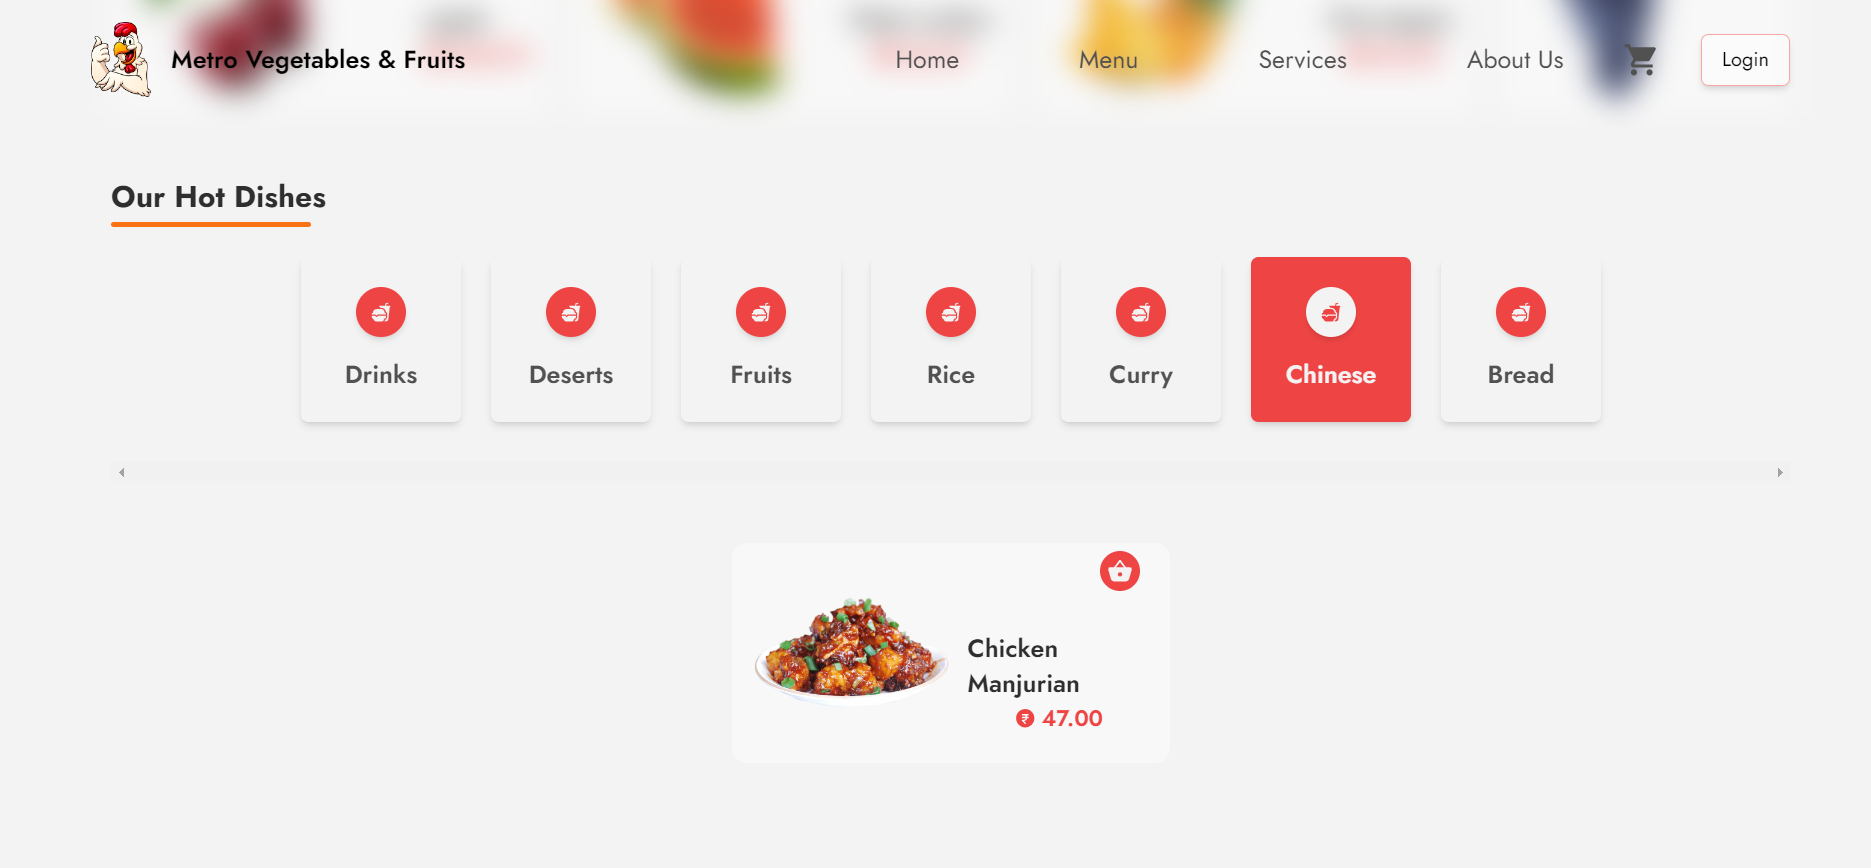 Metro Vegetables & Fruits
Home
Menu
Services
About Us
Login
Our Hot Dishes
Drinks
Deserts
Fruits
Rice
Curry
Chinese
Bread
Chicken
Manjurian
₹ 47.00